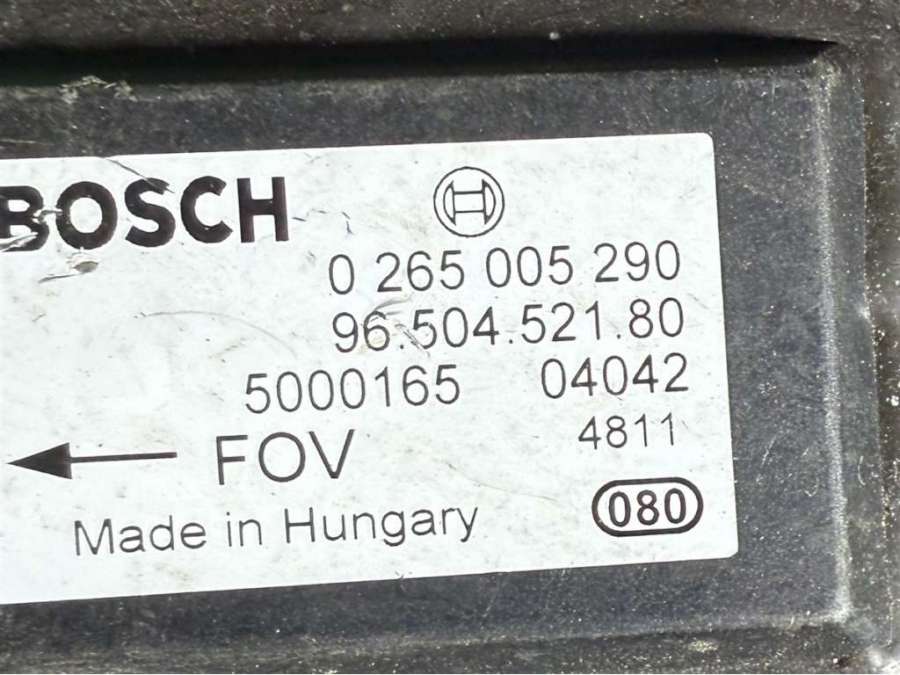 BOSCH
0 265 005 290
96.504.521.80
5000165 04042
FOV 4811
Made in Hungary 080